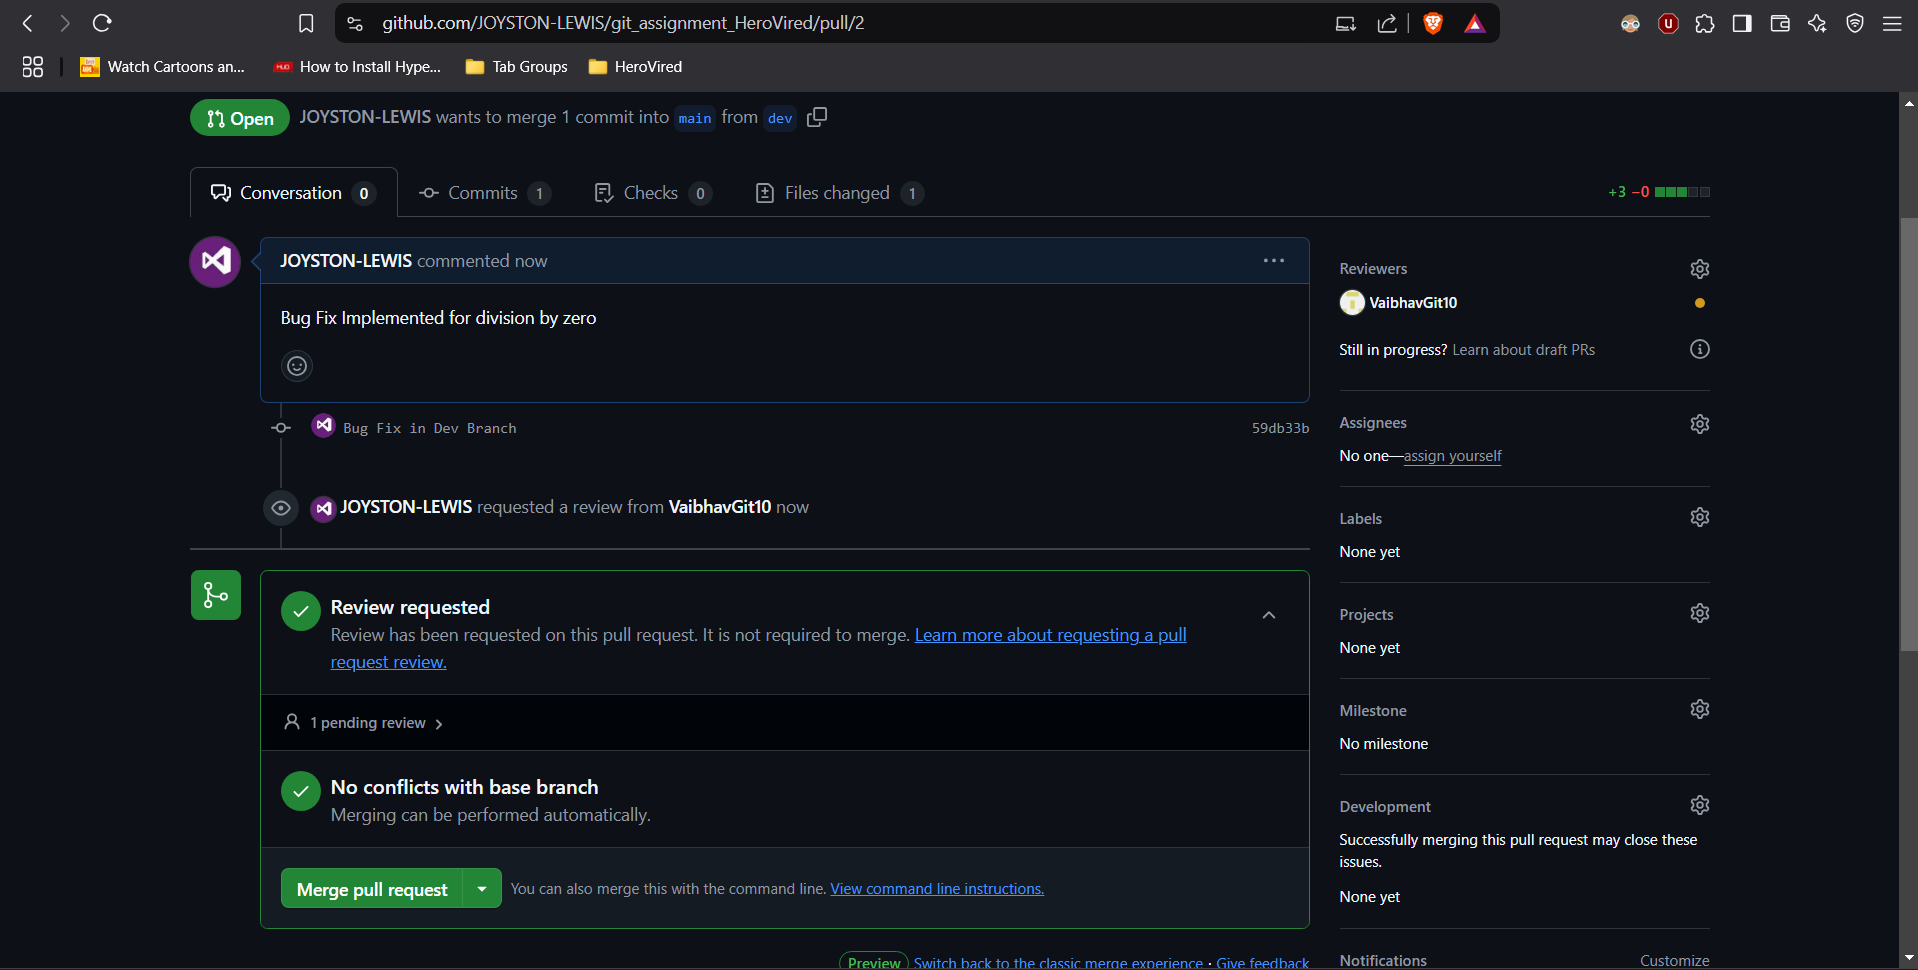 github.com/JOYSTON-LEWIS/git_assignment_HeroVired/pull/2
Watch Cartoons an...
How to Install Hype...
Tab Groups
HeroVired
Open
JOYSTON-LEWIS wants to merge 1 commit into main from dev
Conversation 0
Commits 1
Checks 0
Files changed 1
+3 −0
JOYSTON-LEWIS commented now
Bug Fix Implemented for division by zero
Bug Fix in Dev Branch
59db33b
JOYSTON-LEWIS requested a review from VaibhavGit10 now
Review requested
Review has been requested on this pull request. It is not required to merge. Learn more about requesting a pull
request review.
1 pending review
No conflicts with base branch
Merging can be performed automatically.
Merge pull request
You can also merge this with the command line. View command line instructions.
Preview Switch back to the classic merge experience · Give feedback
Reviewers
VaibhavGit10
Still in progress? Learn about draft PRs
Assignees
No one—assign yourself
Labels
None yet
Projects
None yet
Milestone
No milestone
Development
Successfully merging this pull request may close these
issues.
None yet
Notifications
Customize